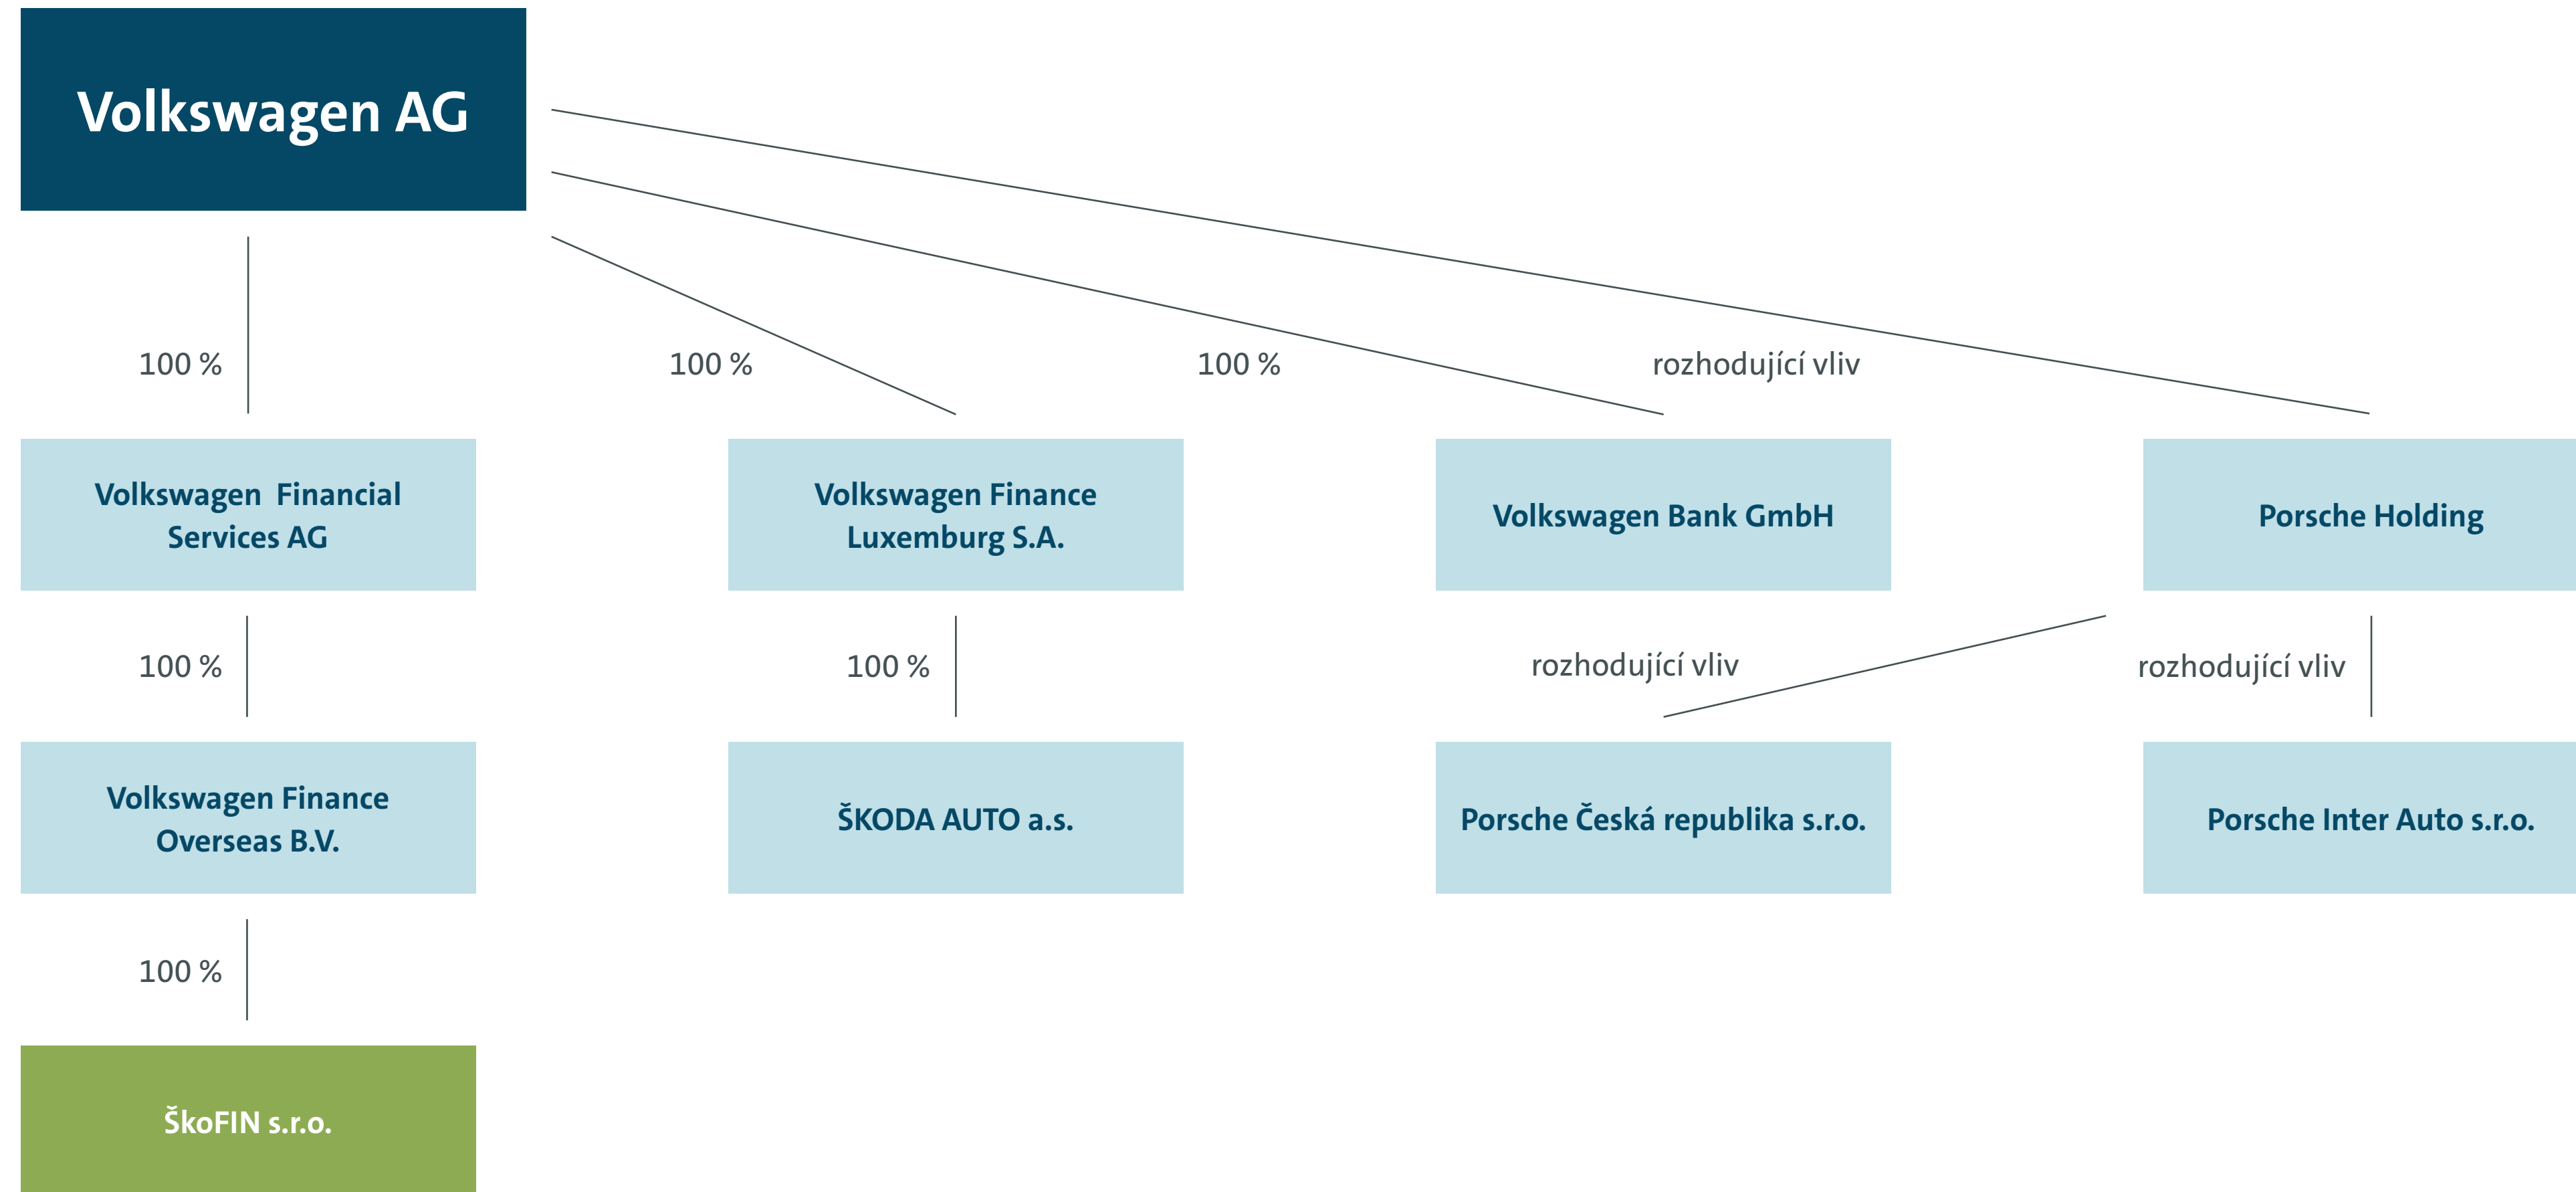 Volkswagen AG
100 %
100 %
100 %
rozhodující vliv
Volkswagen Financial
Services AG
Volkswagen Finance
Luxemburg S.A.
Volkswagen Bank GmbH
Porsche Holding
100 %
100 %
rozhodující vliv
rozhodující vliv
Volkswagen Finance
Overseas B.V.
ŠKODA AUTO a.s.
Porsche Česká republika s.r.o.
Porsche Inter Auto s.r.o.
100 %
ŠkoFIN s.r.o.